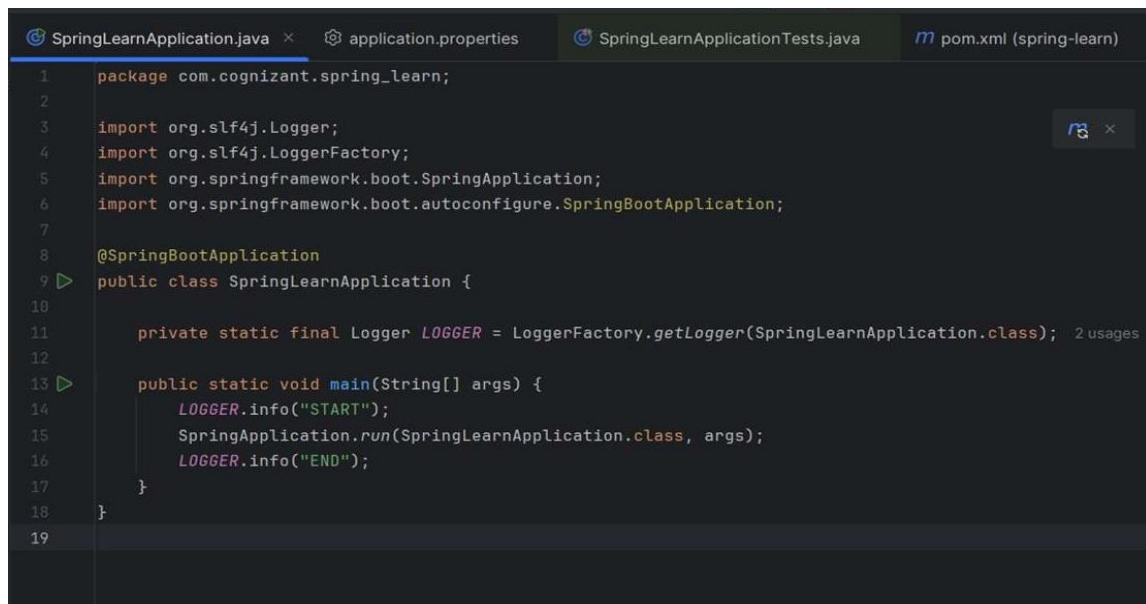 SpringLearnApplication.java × application.properties SpringLearnApplicationTests.java m pom.xml (spring-learn)
1 package com.cognizant.spring_learn;
2
3 import org.slf4j.Logger;
4 import org.slf4j.LoggerFactory;
5 import org.springframework.boot.SpringApplication;
6 import org.springframework.boot.autoconfigure.SpringBootApplication;
7
8 @SpringBootApplication
9 public class SpringLearnApplication {
10
11 private static final Logger LOGGER = LoggerFactory.getLogger(SpringLearnApplication.class); 2 usages
12
13 public static void main(String[] args) {
14 LOGGER.info("START");
15 SpringApplication.run(SpringLearnApplication.class, args);
16 LOGGER.info("END");
17 }
18 }
19